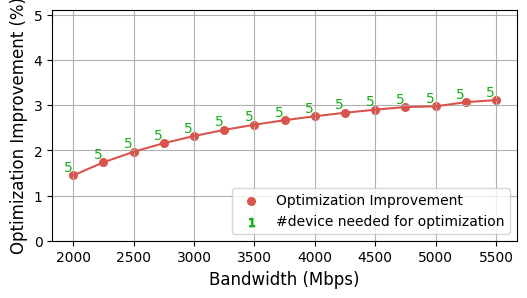 Optimization Improvement (%)
5
4
3
2
1
0
5 5 5 5 5 5 5 5 5 5 5 5 5 5 5
Optimization Improvement
1 #device needed for optimization
2000 2500 3000 3500 4000 4500 5000 5500
Bandwidth (Mbps)